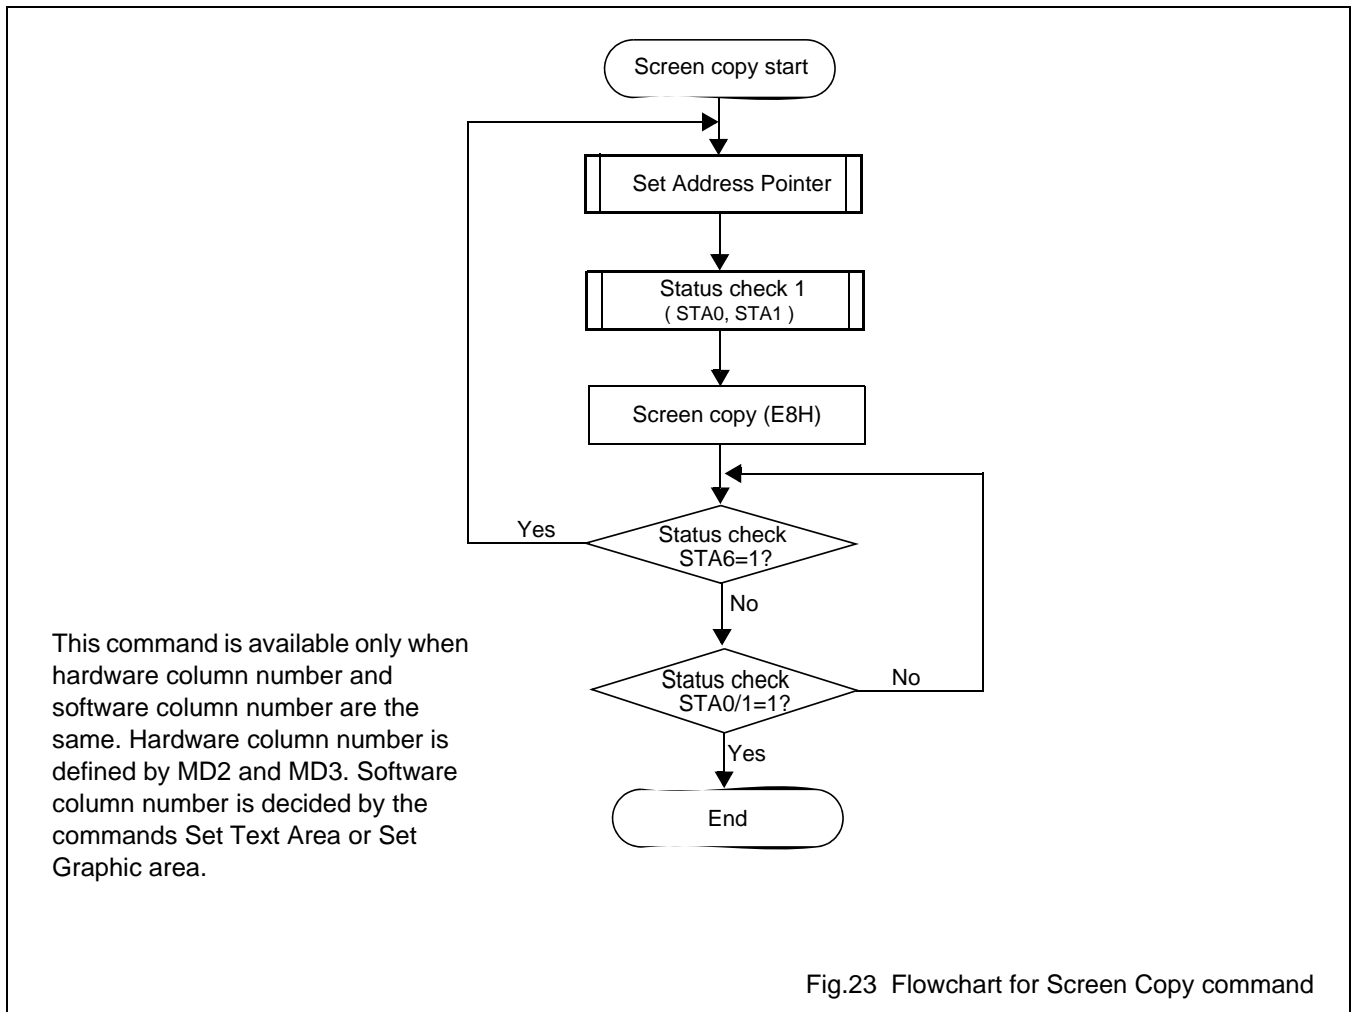 Screen copy start
Set Address Pointer
Status check 1
( STA0, STA1 )
Screen copy (E8H)
Yes
Status check
STA6=1?
No
Status check
STA0/1=1?
No
Yes
End
This command is available only when
hardware column number and
software column number are the
same. Hardware column number is
defined by MD2 and MD3. Software
column number is decided by the
commands Set Text Area or Set
Graphic area.
Fig.23 Flowchart for Screen Copy command